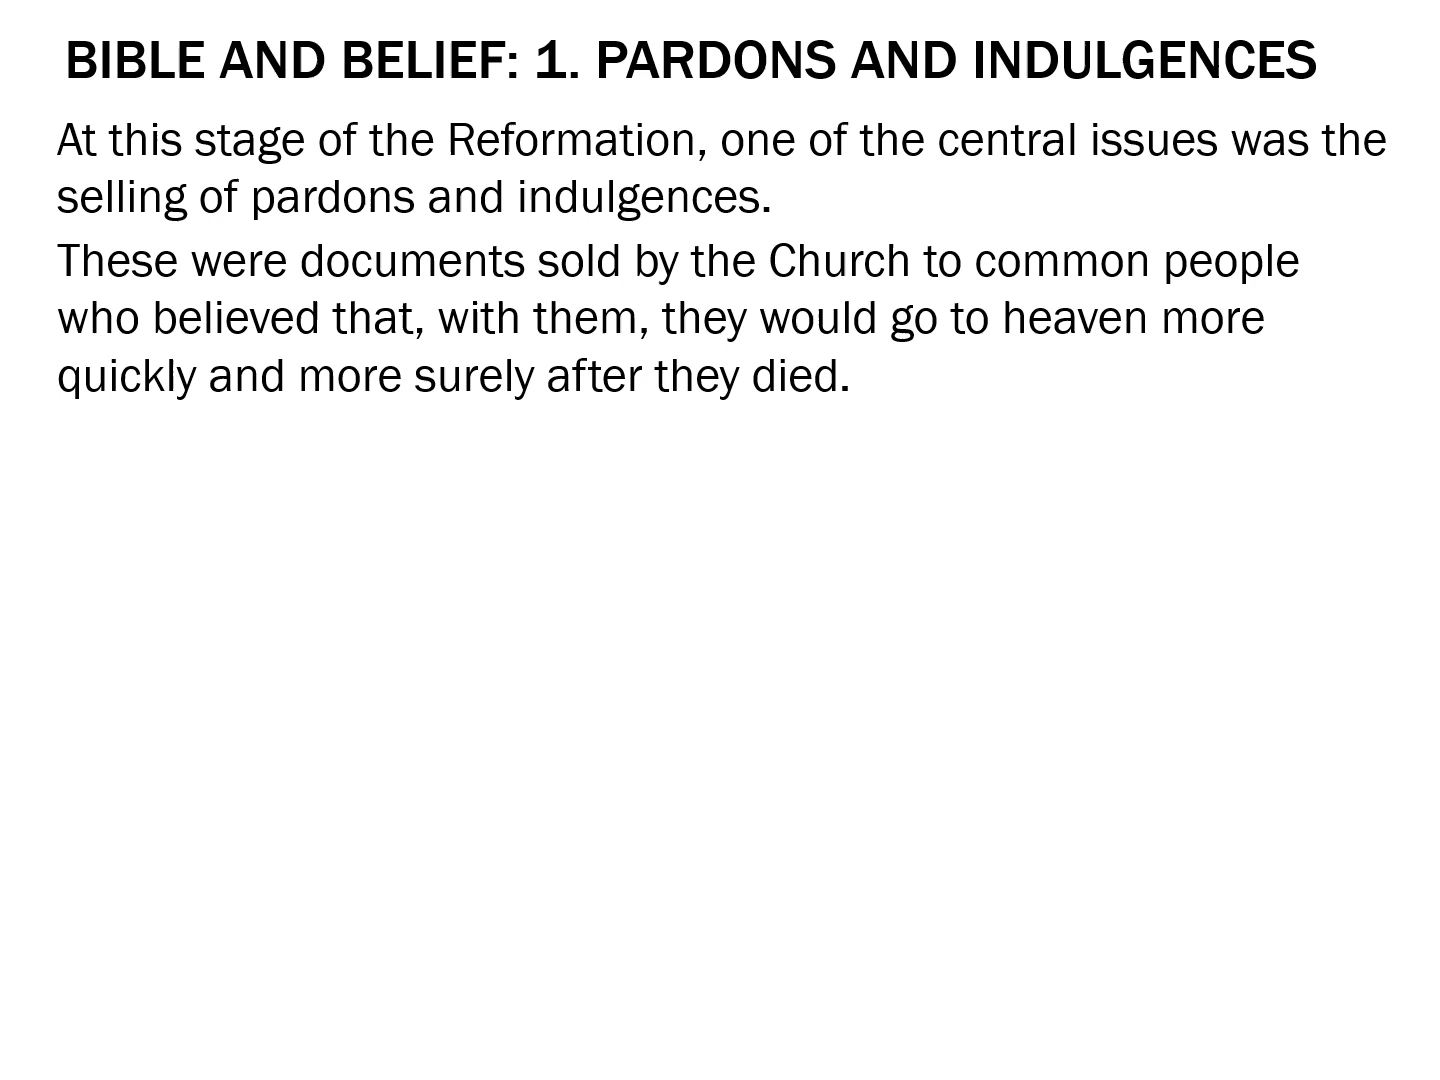 BIBLE AND BELIEF: 1. PARDONS AND INDULGENCES
At this stage of the Reformation, one of the central issues was the
selling of pardons and indulgences.
These were documents sold by the Church to common people
who believed that, with them, they would go to heaven more
quickly and more surely after they died.